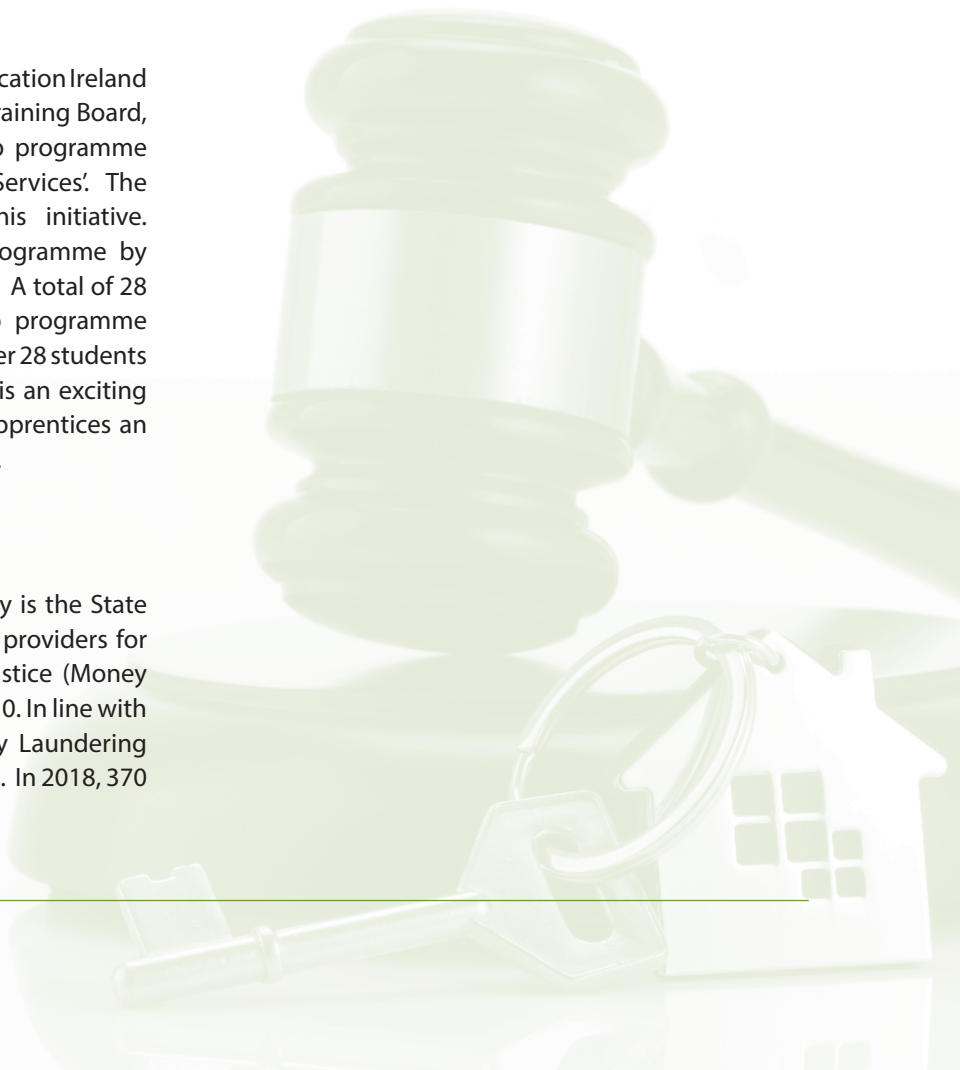 cation Ireland
raining Board,
programme
Services'. The
his initiative.
ogramme by
A total of 28
programme
er 28 students
is an exciting
pprentices an
y is the State
providers for
stice (Money
0. In line with
y Laundering
. In 2018, 370